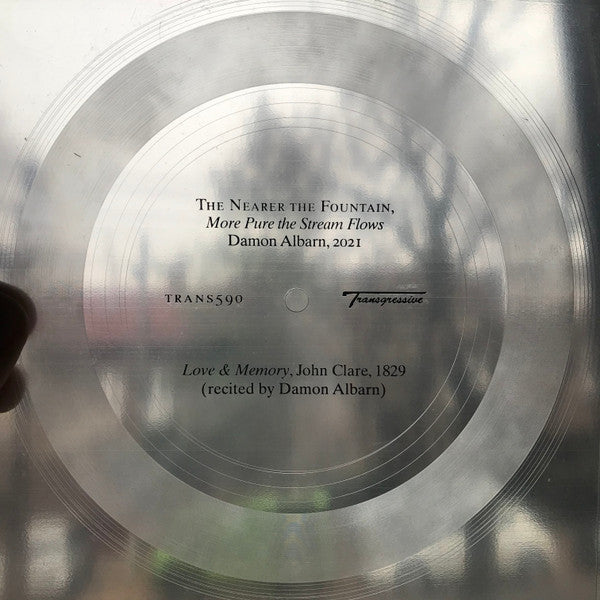 THE NEARER THE FOUNTAIN,
More Pure the Stream Flows
Damon Albarn, 2021
TRANS590
Transgressive
Love & Memory, John Clare, 1829
(recited by Damon Albarn)